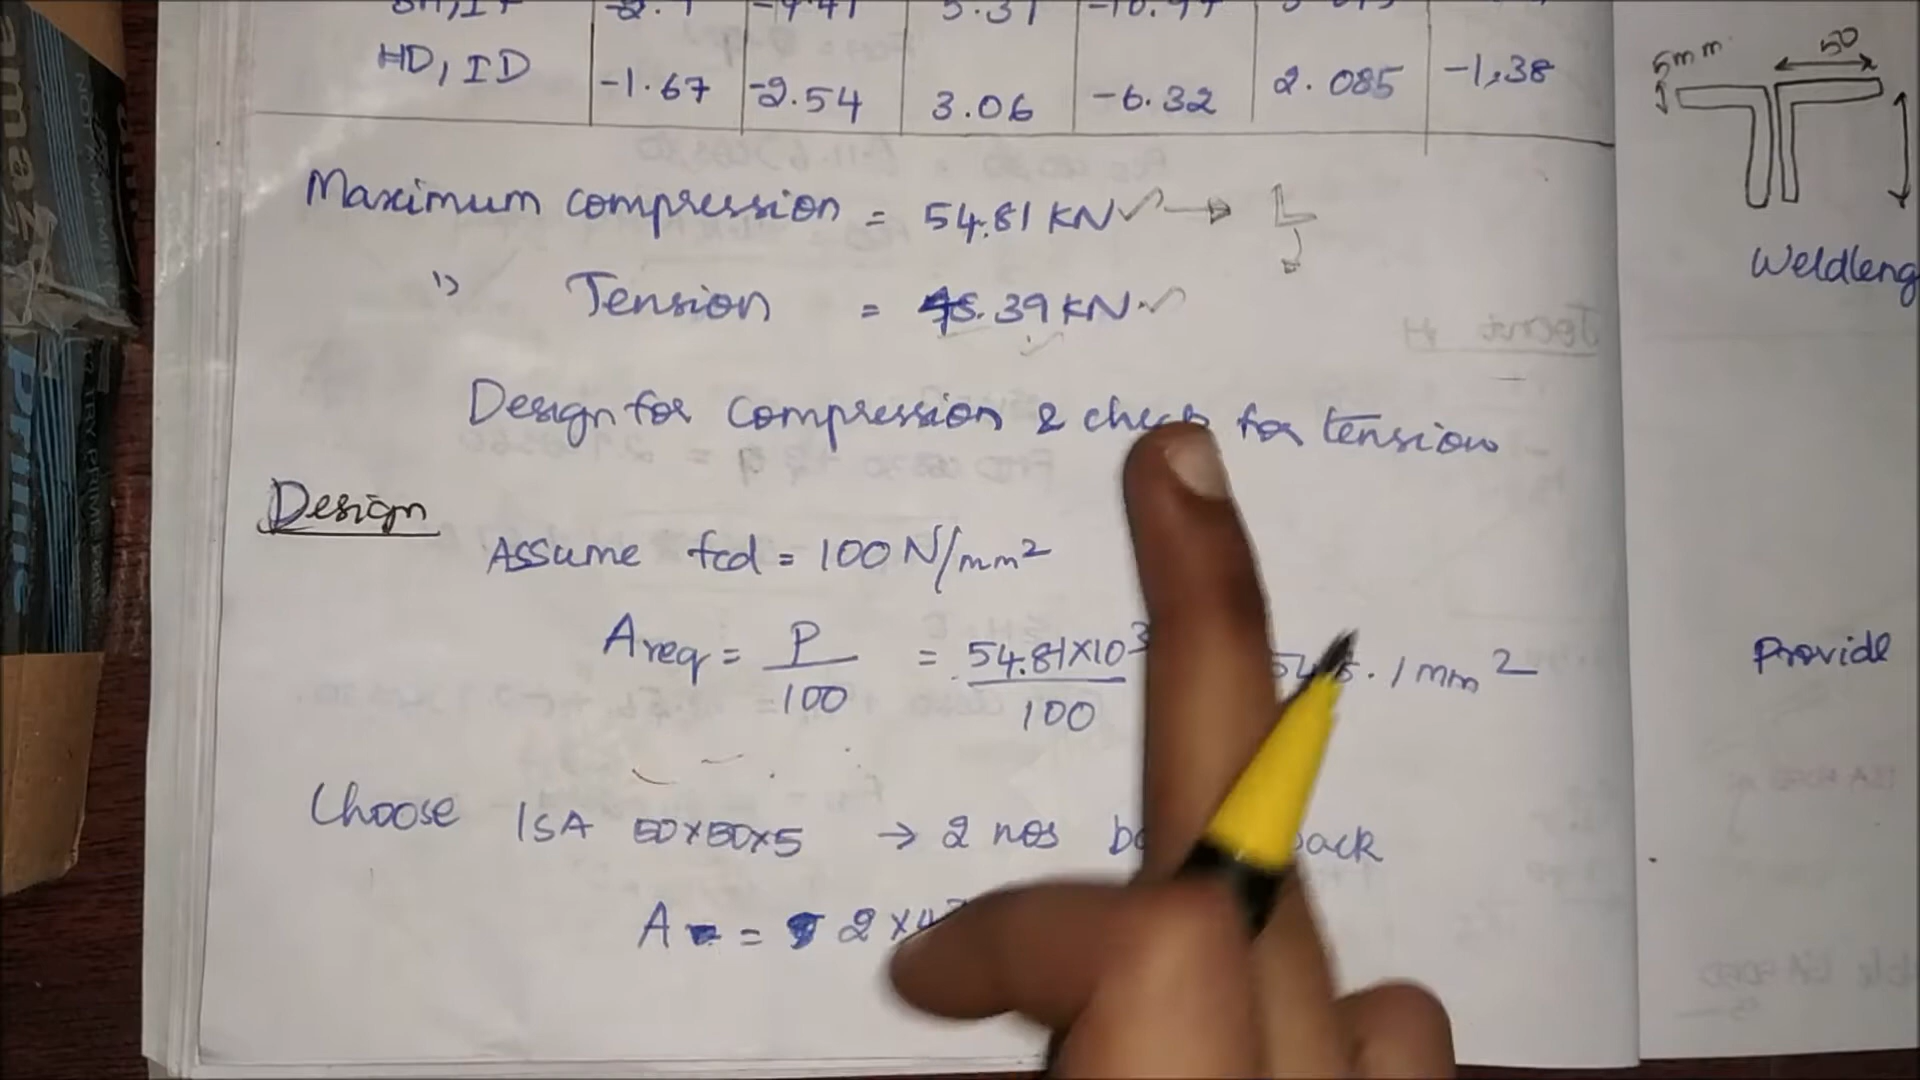 HD, ID -1.67 -2.54 3.06 -6.32 2.085 -1.38
5mm 50
Maximum compression = 54.81 KN
Weldleng
" Tension = 39 KN
Design for compression & check for tension
Design
Assume fcd = 100 N/mm²
Areq = P/100 = 54.81×10³/100 .1 mm²
Provide
Choose ISA 50×50×5 → 2 nos back
A = 2×4